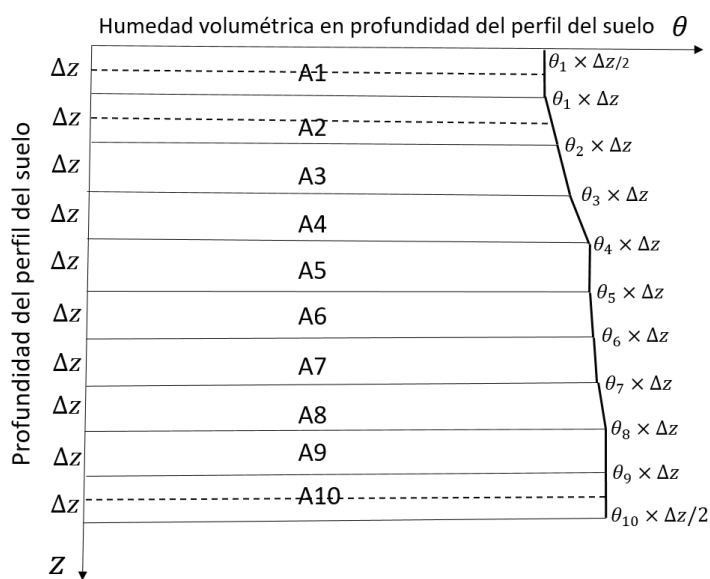 Humedad volumétrica en profundidad del perfil del suelo θ
Δz A1 θ₁ × Δz/2
θ₁ × Δz
Δz A2
θ₂ × Δz
Δz A3
θ₃ × Δz
Δz A4
θ₄ × Δz
Δz A5
θ₅ × Δz
Δz A6
θ₆ × Δz
Δz A7
θ₇ × Δz
Δz A8
θ₈ × Δz
Δz A9
θ₉ × Δz
Δz A10
θ₁₀ × Δz/2
Profundidad del perfil del suelo
Z